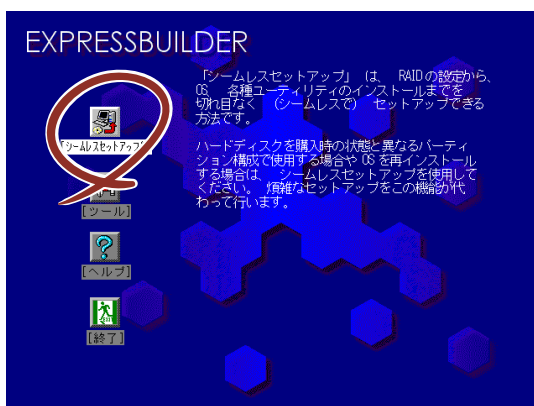 EXPRESSBUILDER
「シームレスセットアップ」 は、 RAIDの設定から、
OS、 各種ユーティリティのインストールまでを
切れ目なく (シームレスで) セットアップできる
方法です。
ハードディスクを購入時の状態と異なるパーティ
ション構成で使用する場合や OS を再インストール
する場合は、 シームレスセットアップを使用して
ください。 煩雑なセットアップをこの機能が代
わって行います。
[シームレスセットアップ]
[ツール]
[ヘルプ]
[終了]